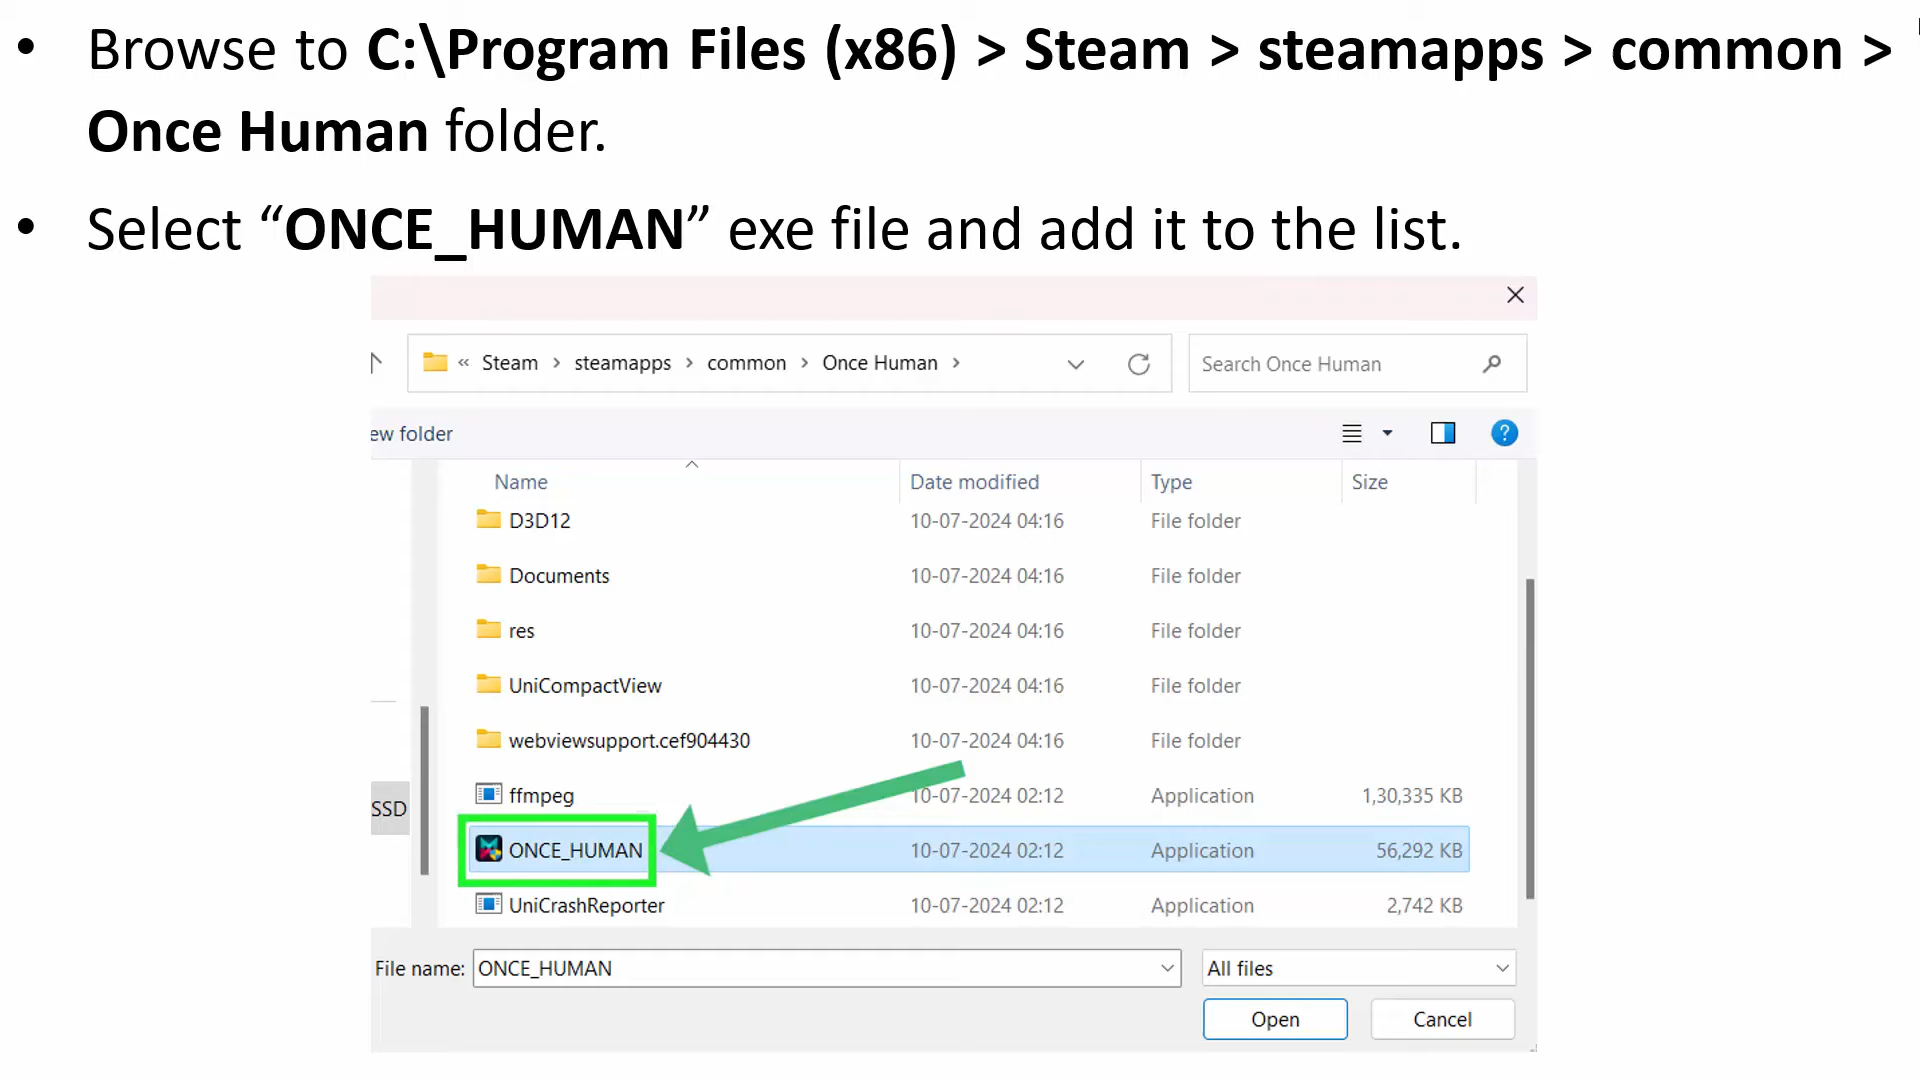 • Browse to C:\Program Files (x86) > Steam > steamapps > common >
Once Human folder.
• Select “ONCE_HUMAN” exe file and add it to the list.
« Steam > steamapps > common > Once Human >
Search Once Human
ew folder
Name Date modified Type Size
D3D12 10-07-2024 04:16 File folder
Documents 10-07-2024 04:16 File folder
res 10-07-2024 04:16 File folder
UniCompactView 10-07-2024 04:16 File folder
webviewsupport.cef904430 10-07-2024 04:16 File folder
ffmpeg 10-07-2024 02:12 Application 1,30,335 KB
SSD
ONCE_HUMAN 10-07-2024 02:12 Application 56,292 KB
UniCrashReporter 10-07-2024 02:12 Application 2,742 KB
File name: ONCE_HUMAN All files
Open Cancel